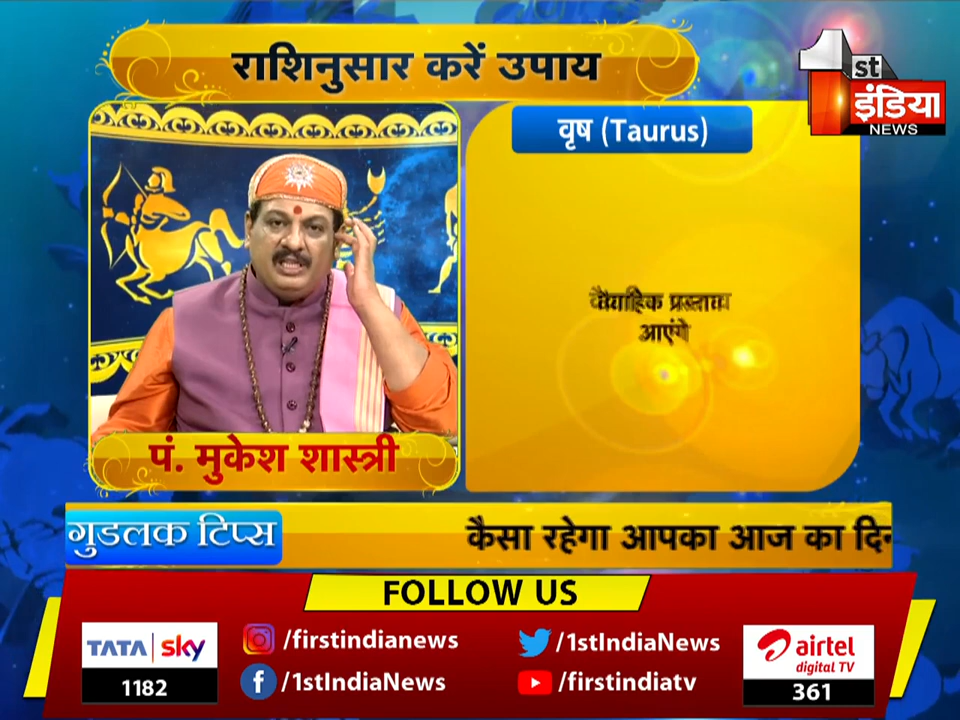 राशिनुसार करें उपाय
1st
इंडिया
NEWS
वृष (Taurus)
वैवाहिक प्रस्ताव
आएंगे
पं. मुकेश शास्त्री
गुडलक टिप्स
कैसा रहेगा आपका आज का दिन
FOLLOW US
TATA sky
1182
/firstindianews
/1stIndiaNews
/1stIndiaNews
/firstindiatv
airtel
digital TV
361